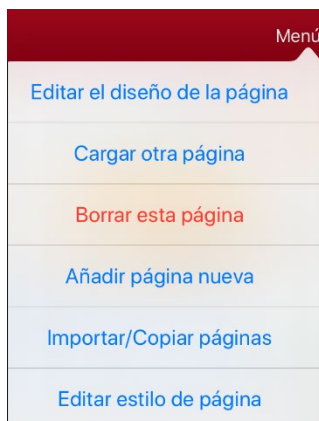 Menú
Editar el diseño de la página
Cargar otra página
Borrar esta página
Añadir página nueva
Importar/Copiar páginas
Editar estilo de página